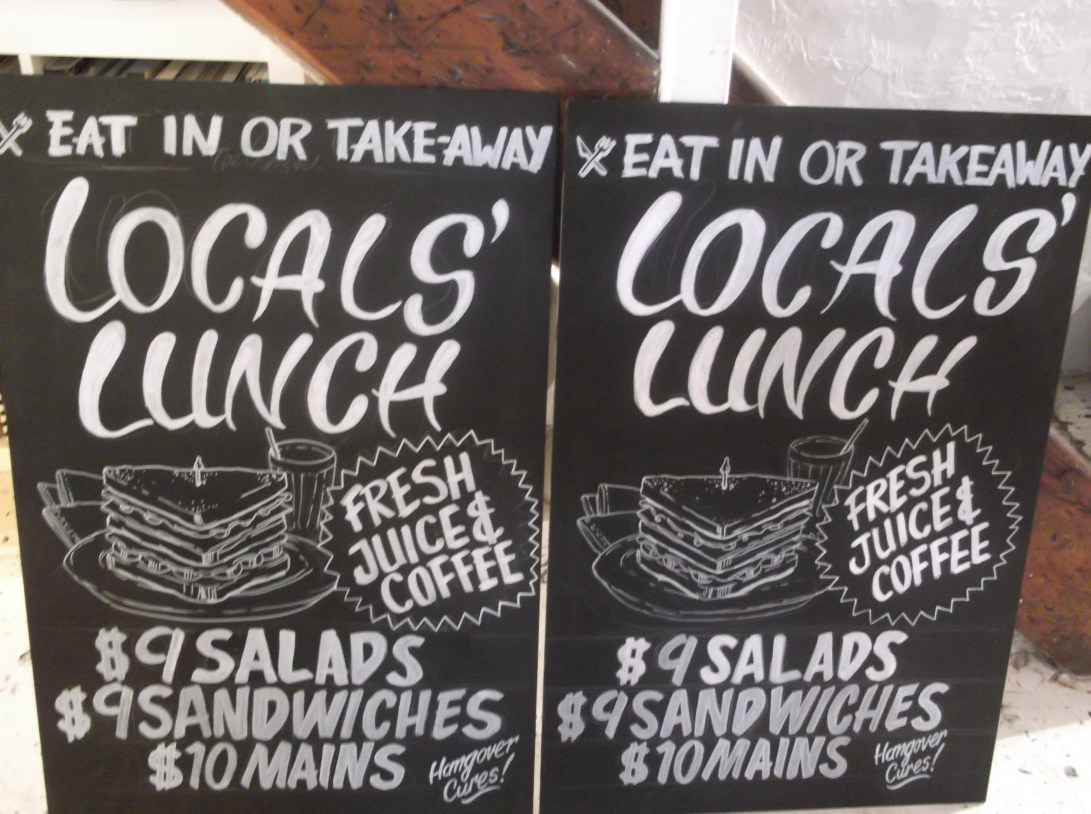 EAT IN OR TAKE-AWAY
LOCALS'
LUNCH
FRESH
JUICE &
COFFEE
$9 SALADS
$9 SANDWICHES
$10 MAINS
Hangover
Cures!
EAT IN OR TAKEAWAY
LOCALS'
LUNCH
FRESH
JUICE &
COFFEE
$9 SALADS
$9 SANDWICHES
$10 MAINS
Hangover
Cures!